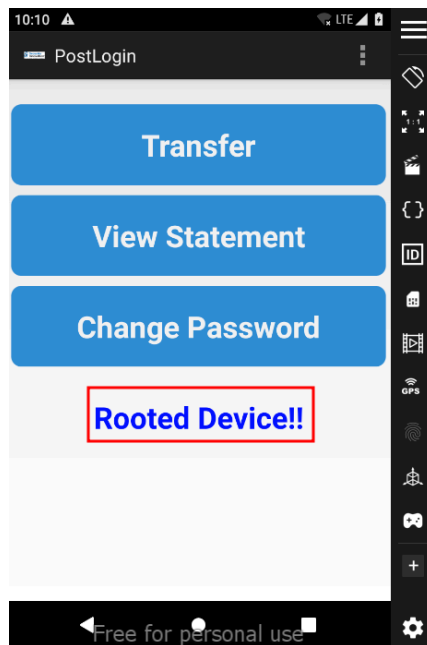 10:10 LTE
PostLogin
1:1
Transfer
View Statement
{}
ID
Change Password
GPS
Rooted Device!!
Free for personal use